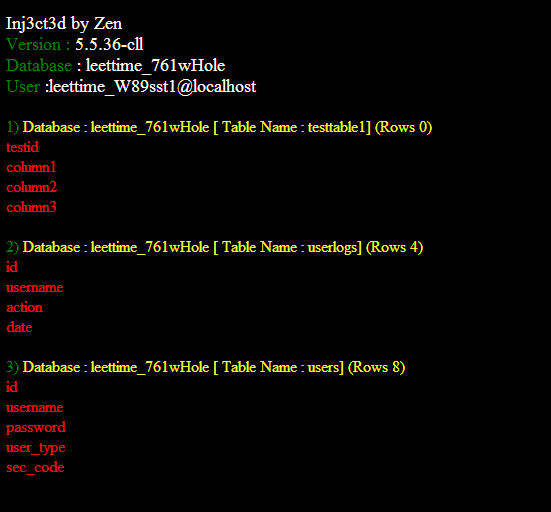 Inj3ct3d by Zen
Version : 5.5.36-cll
Database : leettime_761wHole
User :leettime_W89sst1@localhost
1) Database : leettime_761wHole [ Table Name : testtable1] (Rows 0)
testid
column1
column2
column3
2) Database : leettime_761wHole [ Table Name : userlogs] (Rows 4)
id
username
action
date
3) Database : leettime_761wHole [ Table Name : users] (Rows 8)
id
username
password
user_type
sec_code